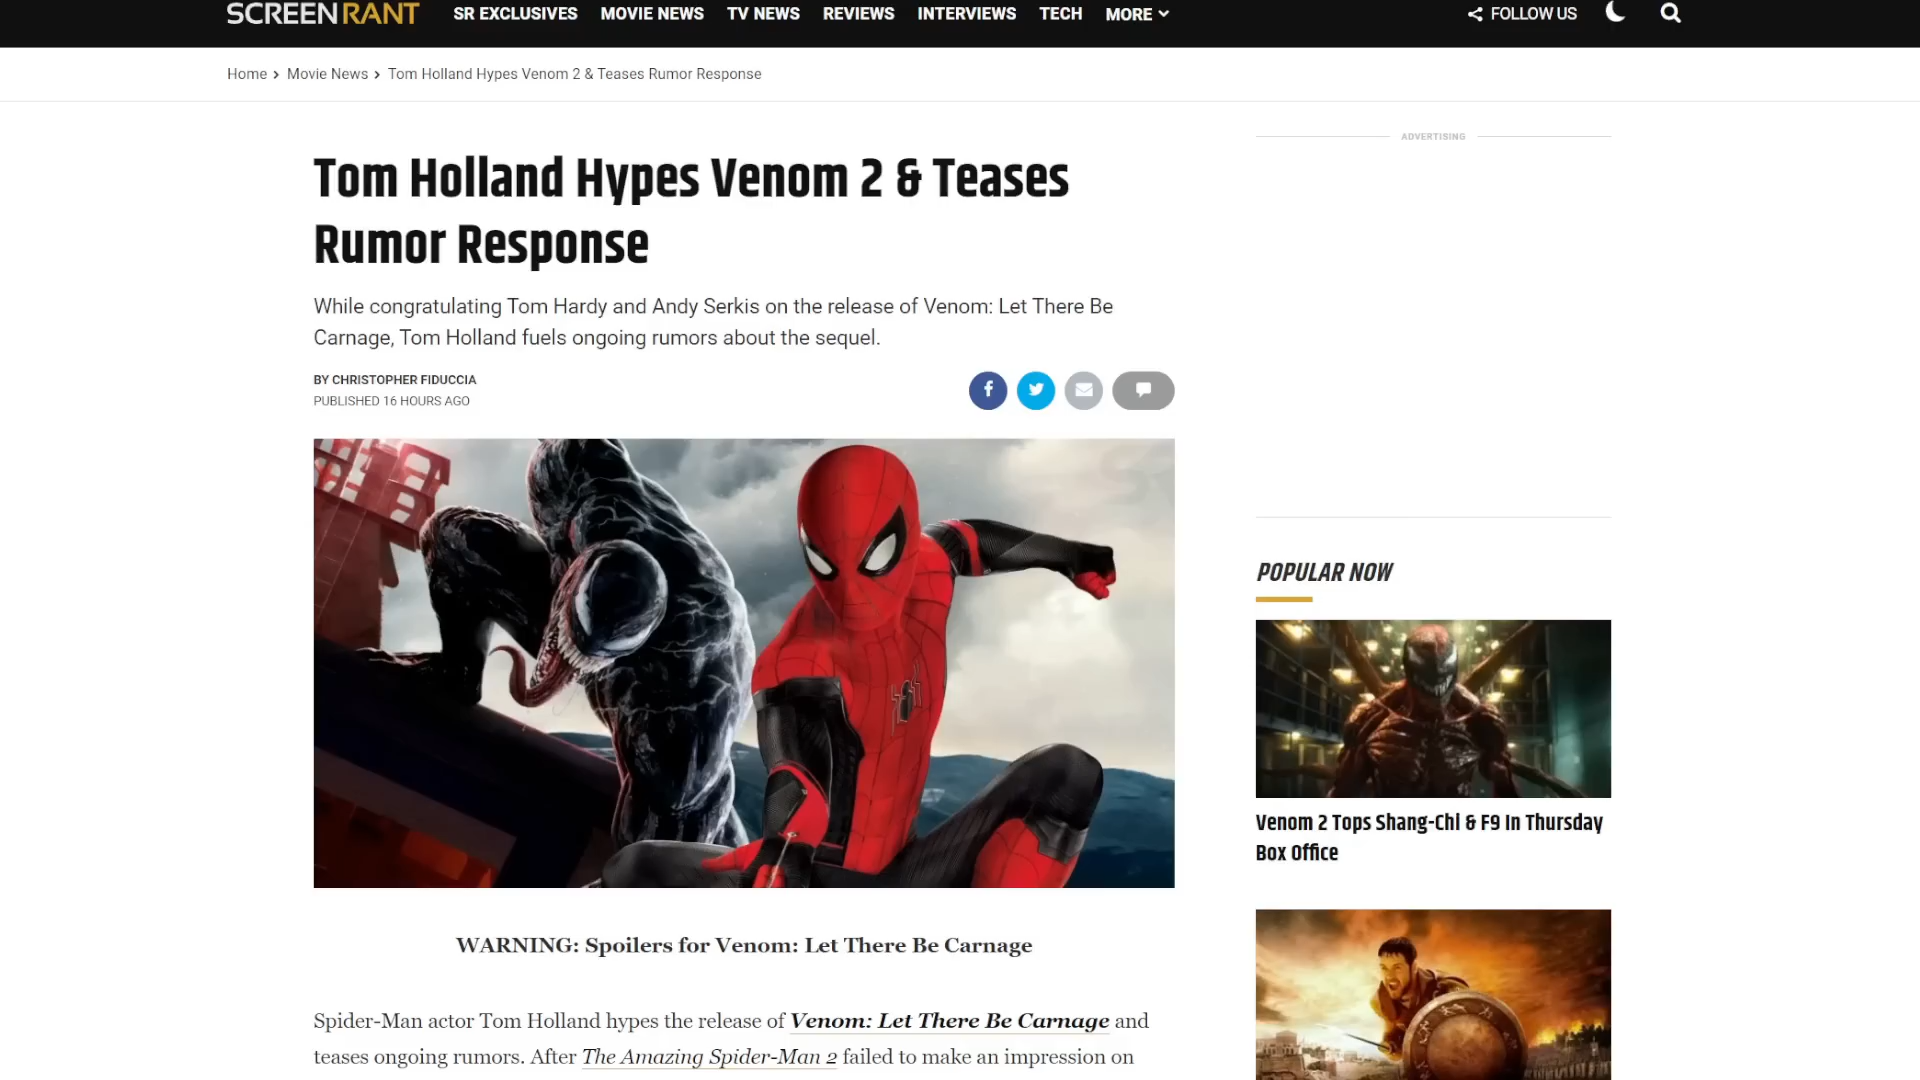 SCREENRANT SR EXCLUSIVES MOVIE NEWS TV NEWS REVIEWS INTERVIEWS TECH MORE FOLLOW US
Home > Movie News > Tom Holland Hypes Venom 2 & Teases Rumor Response
Tom Holland Hypes Venom 2 & Teases
Rumor Response
While congratulating Tom Hardy and Andy Serkis on the release of Venom: Let There Be
Carnage, Tom Holland fuels ongoing rumors about the sequel.
BY CHRISTOPHER FIDUCCIA
PUBLISHED 16 HOURS AGO
WARNING: Spoilers for Venom: Let There Be Carnage
Spider-Man actor Tom Holland hypes the release of Venom: Let There Be Carnage and
teases ongoing rumors. After The Amazing Spider-Man 2 failed to make an impression on
ADVERTISING
POPULAR NOW
Venom 2 Tops Shang-Chi & F9 In Thursday
Box Office